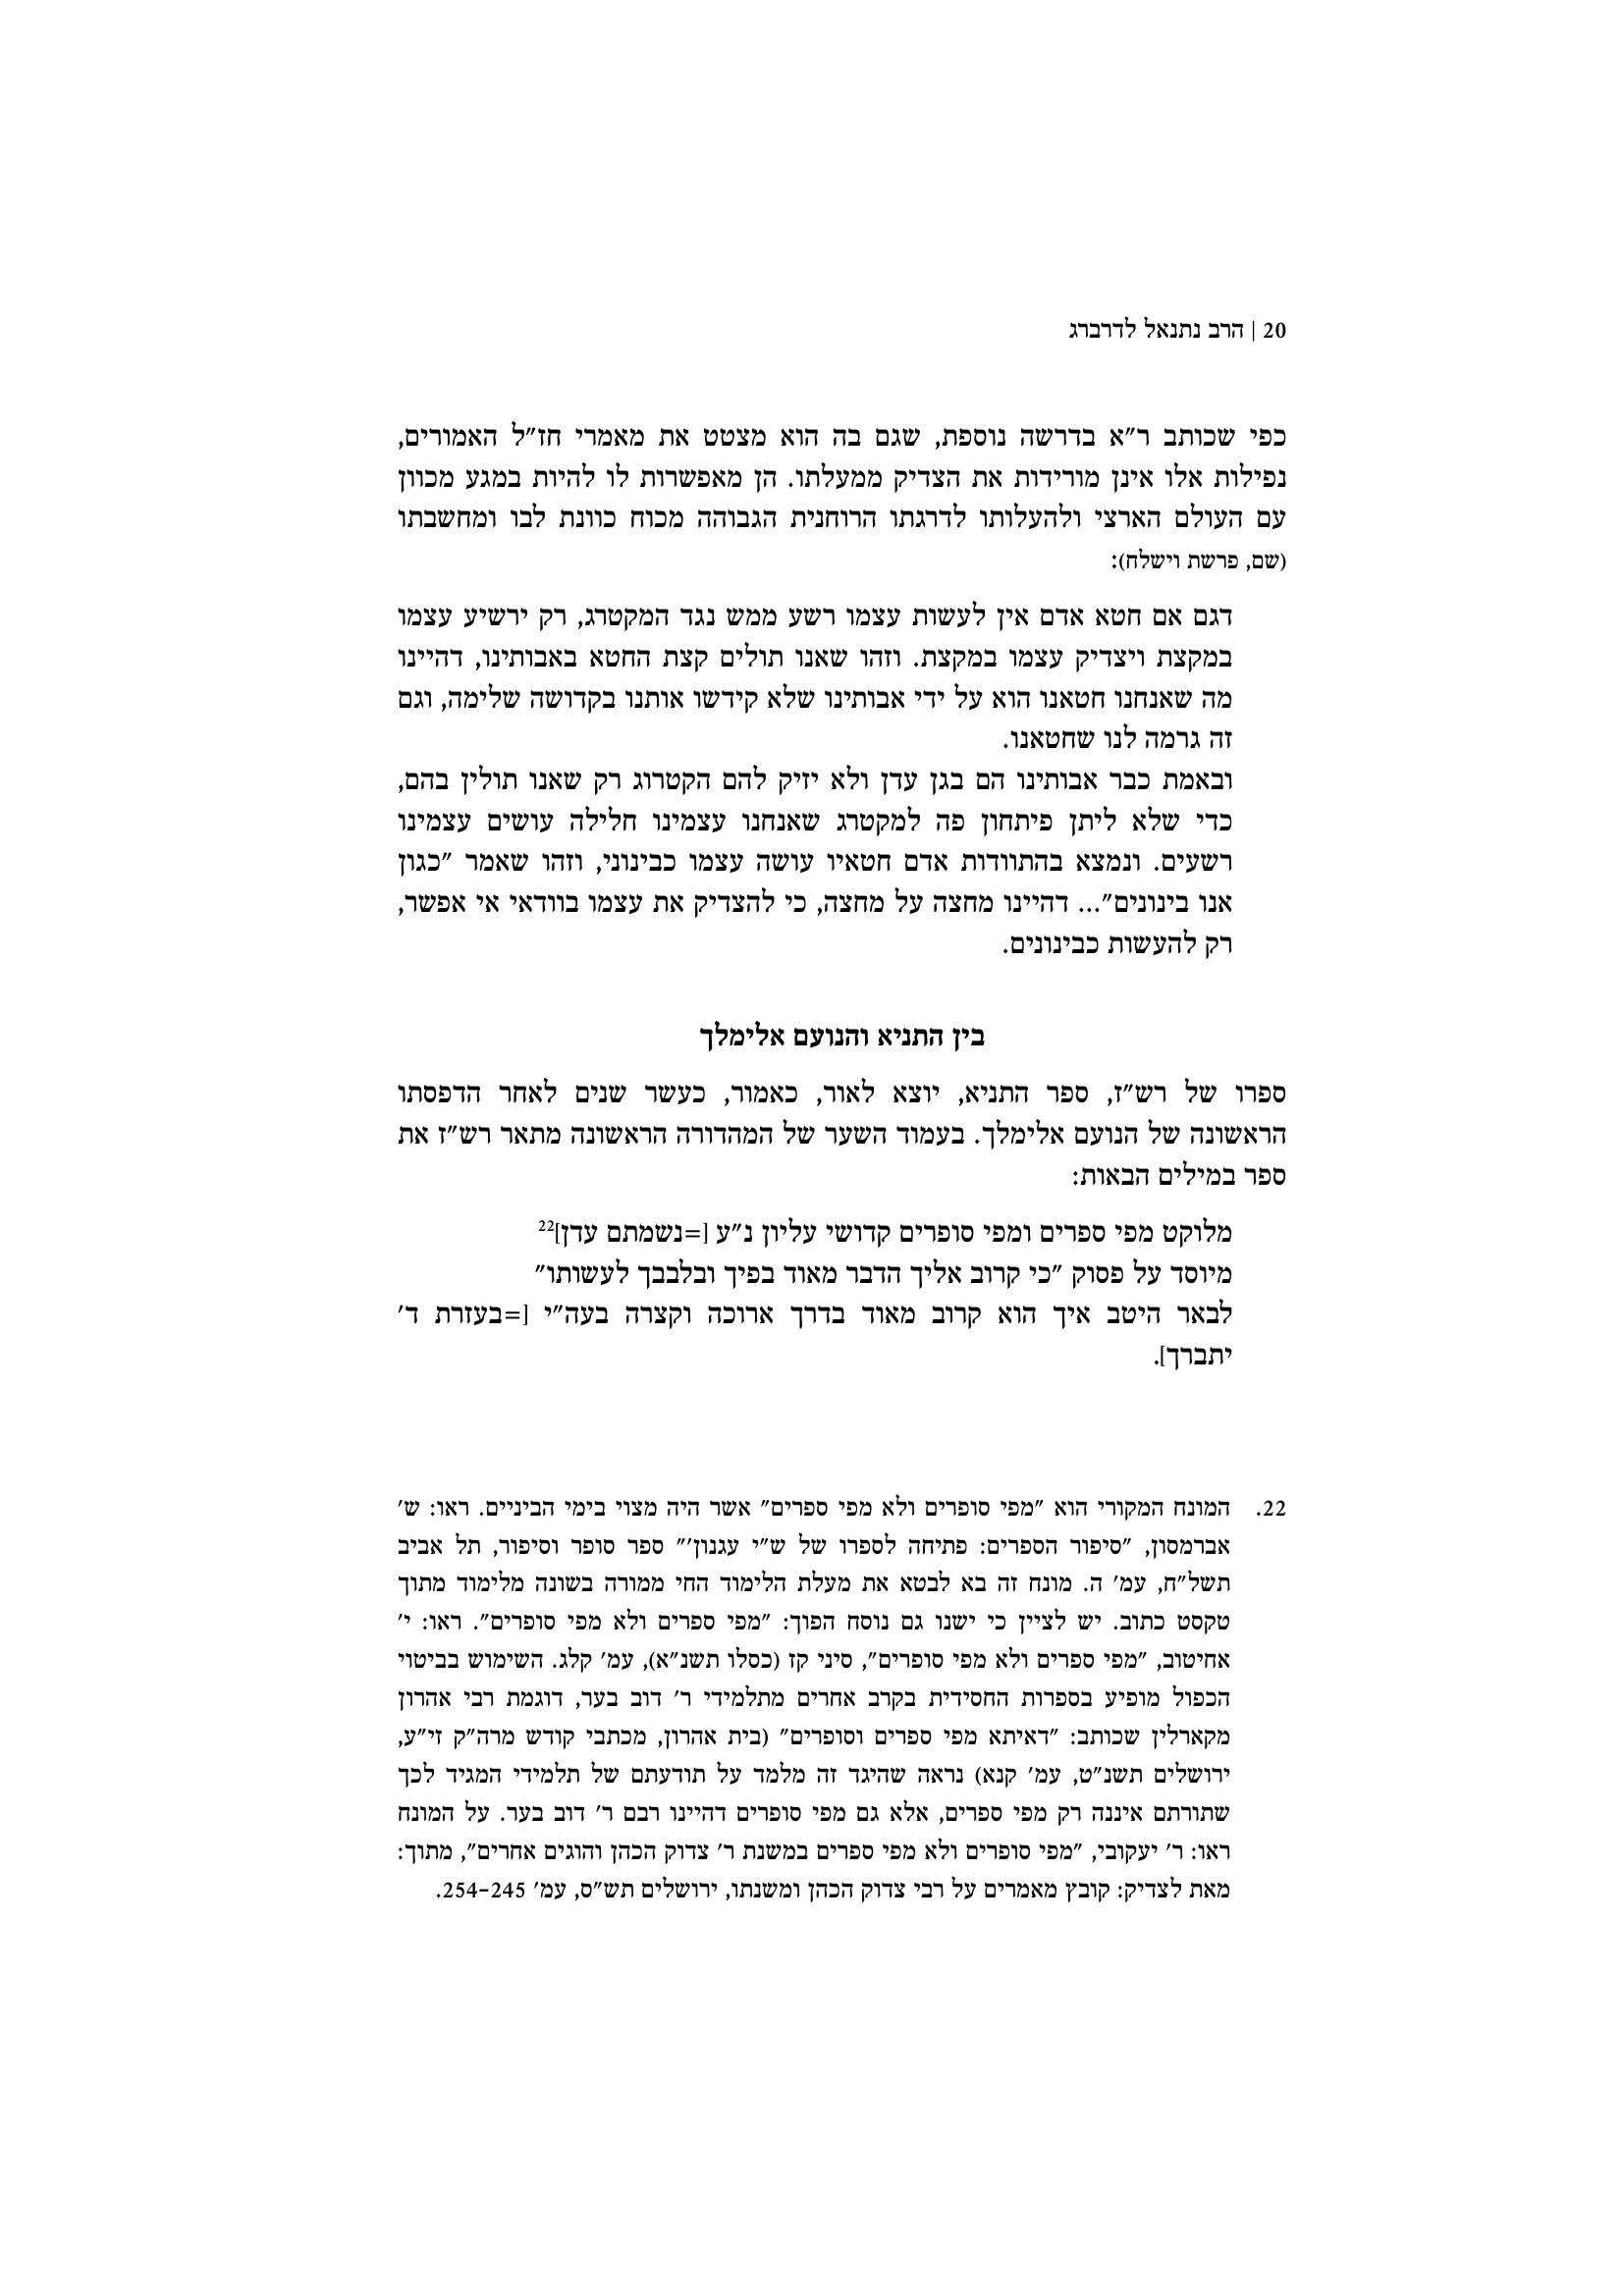 20 | הרב נתנאל לדרברג
כפי שכותב ר״א בדרשה נוספת, שגם בה הוא מצטט את מאמרי חז״ל האמורים,
נפילות אלו אינן מורידות את הצדיק ממעלתו. הן מאפשרות לו להיות במגע מכוון
עם העולם הארצי ולהעלותו לדרגתו הרוחנית הגבוהה מכוח כוונת לבו ומחשבתו
(שם, פרשת וישלח):
דגם אם חטא אדם אין לעשות עצמו רשע ממש נגד המקטרג, רק ירשיע עצמו
במקצת ויצדיק עצמו במקצת. וזהו שאנו תולים קצת החטא באבותינו, דהיינו
מה שאנחנו חטאנו הוא על ידי אבותינו שלא קידשו אותנו בקדושה שלימה, וגם
זה גרמה לנו שחטאנו.
ובאמת כבר אבותינו הם בגן עדן ולא יזיק להם הקטרוג רק שאנו תולין בהם,
כדי שלא ליתן פיתחון פה למקטרג שאנחנו עצמינו חלילה עושים עצמינו
רשעים. ונמצא בהתוודות אדם חטאיו עושה עצמו כבינוני, וזהו שאמר ״כגון
אנו בינונים״... דהיינו מחצה על מחצה, כי להצדיק את עצמו בוודאי אי אפשר,
רק להעשות כבינונים.
בין התניא והנועם אלימלך
ספרו של רש״ז, ספר התניא, יוצא לאור, כאמור, כעשר שנים לאחר הדפסתו
הראשונה של הנועם אלימלך. בעמוד השער של המהדורה הראשונה מתאר רש״ז את
ספר במילים הבאות:
מלוקט מפי ספרים ומפי סופרים קדושי עליון נ״ע [=נשמתם עדן]22
מיוסד על פסוק ״כי קרוב אליך הדבר מאוד בפיך ובלבבך לעשותו״
לבאר היטב איך הוא קרוב מאוד בדרך ארוכה וקצרה בעה״י [=בעזרת ד׳
יתברך].
22. המונח המקורי הוא ״מפי סופרים ולא מפי ספרים״ אשר היה מצוי בימי הביניים. ראו: ש׳
אברמסון, ״סיפור הספרים: פתיחה לספרו של ש״י עגנון׳״ ספר סופר וסיפור, תל אביב
תשל״ח, עמ׳ ה. מונח זה בא לבטא את מעלת הלימוד החי ממורה בשונה מלימוד מתוך
טקסט כתוב. יש לציין כי ישנו גם נוסח הפוך: ״מפי ספרים ולא מפי סופרים״. ראו: י׳
אחיטוב, ״מפי ספרים ולא מפי סופרים״, סיני קז (כסלו תשנ״א), עמ׳ קלג. השימוש בביטוי
הכפול מופיע בספרות החסידית בקרב אחרים מתלמידי ר׳ דוב בער, דוגמת רבי אהרון
מקארלין שכותב: ״דאיתא מפי ספרים וסופרים״ (בית אהרון, מכתבי קודש מרה״ק זי״ע,
ירושלים תשנ״ט, עמ׳ קנא) נראה שהיגד זה מלמד על תודעתם של תלמידי המגיד לכך
שתורתם איננה רק מפי ספרים, אלא גם מפי סופרים דהיינו רבם ר׳ דוב בער. על המונח
ראו: ר׳ יעקובי, ״מפי סופרים ולא מפי ספרים במשנת ר׳ צדוק הכהן והוגים אחרים״, מתוך:
מאת לצדיק: קובץ מאמרים על רבי צדוק הכהן ומשנתו, ירושלים תש״ס, עמ׳ 254–245.